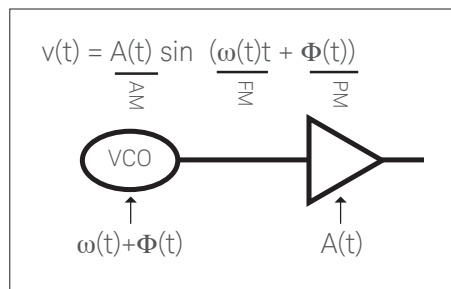 v(t) = A(t) sin (ω(t)t + Φ(t))
AM FM PM
VCO
ω(t)+Φ(t) A(t)